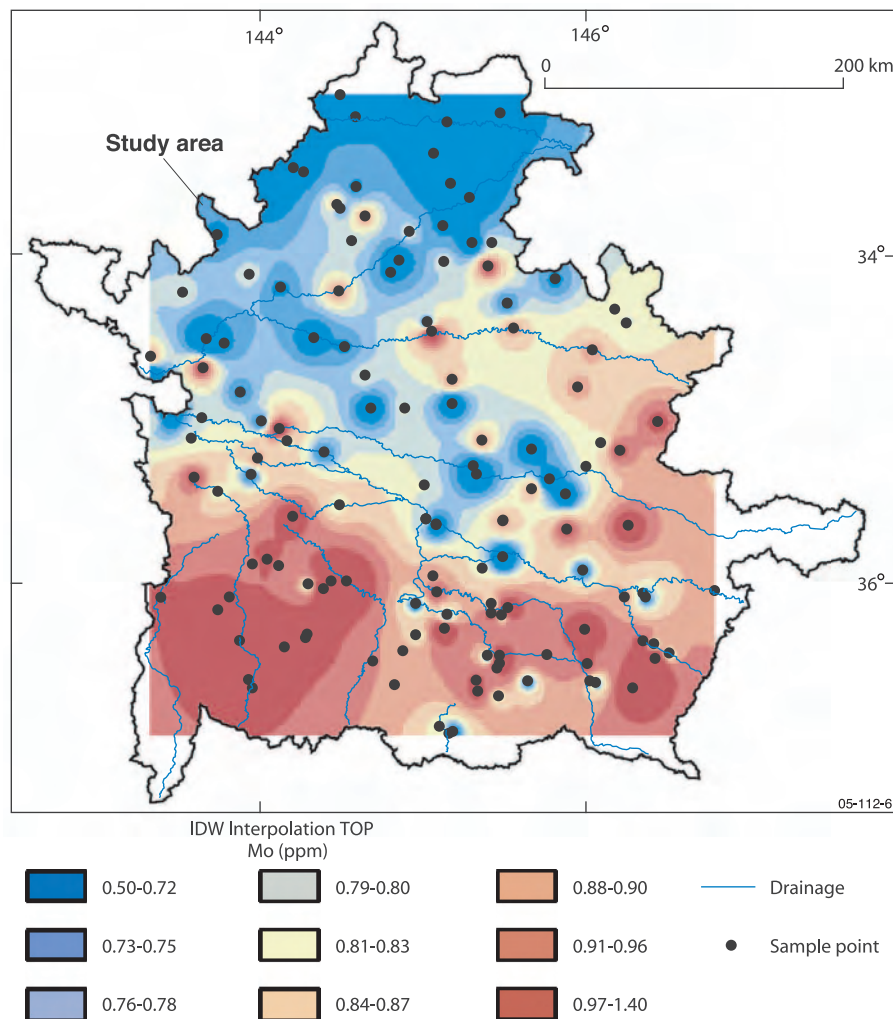 144° 146°
0 200 km
Study area
34°
36°
05-112-6
IDW Interpolation TOP
Mo (ppm)
0.50-0.72 0.79-0.80 0.88-0.90 Drainage
0.73-0.75 0.81-0.83 0.91-0.96 Sample point
0.76-0.78 0.84-0.87 0.97-1.40